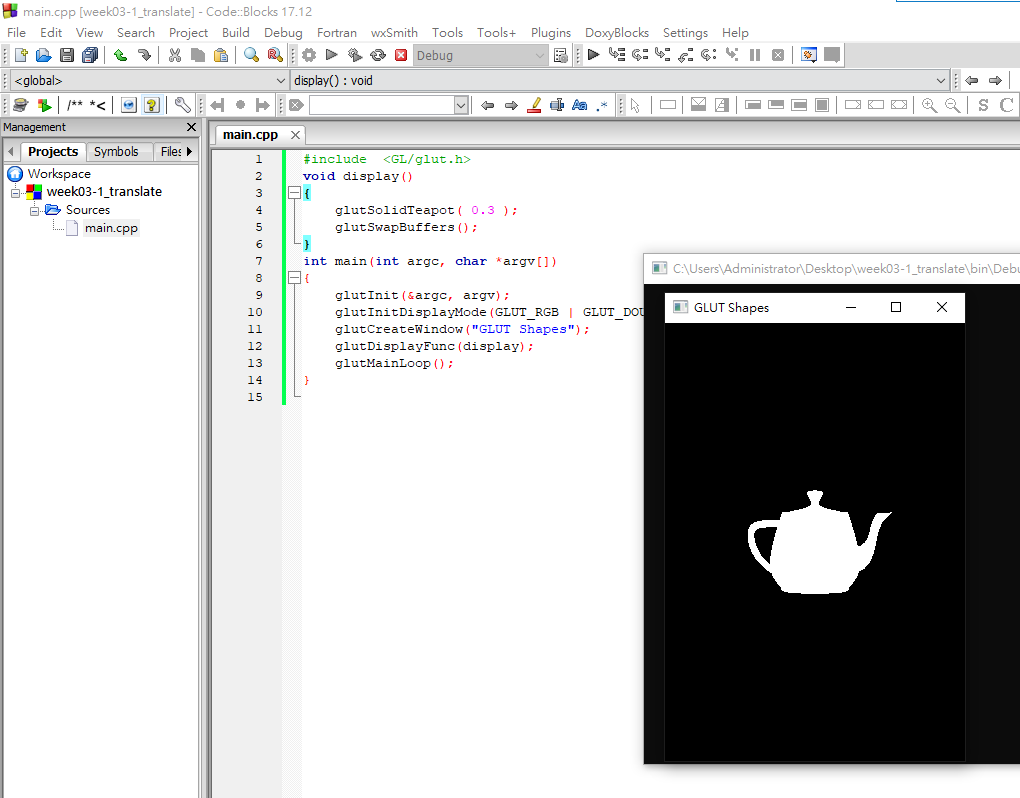 main.cpp [week03-1_translate] - Code::Blocks 17.12
File Edit View Search Project Build Debug Fortran wxSmith Tools Tools+ Plugins DoxyBlocks Settings Help
Debug
<global>
display() : void
/** *<
Aa .*
S C
Management
Projects Symbols Files
main.cpp
Workspace
week03-1_translate
Sources
main.cpp
1 #include <GL/glut.h>
2 void display()
3 {
4 glutSolidTeapot( 0.3 );
5 glutSwapBuffers();
6 }
7 int main(int argc, char *argv[])
8 {
9 glutInit(&argc, argv);
10 glutInitDisplayMode(GLUT_RGB | GLUT_DOU
11 glutCreateWindow("GLUT Shapes");
12 glutDisplayFunc(display);
13 glutMainLoop();
14 }
15
C:\Users\Administrator\Desktop\week03-1_translate\bin\Debu
GLUT Shapes